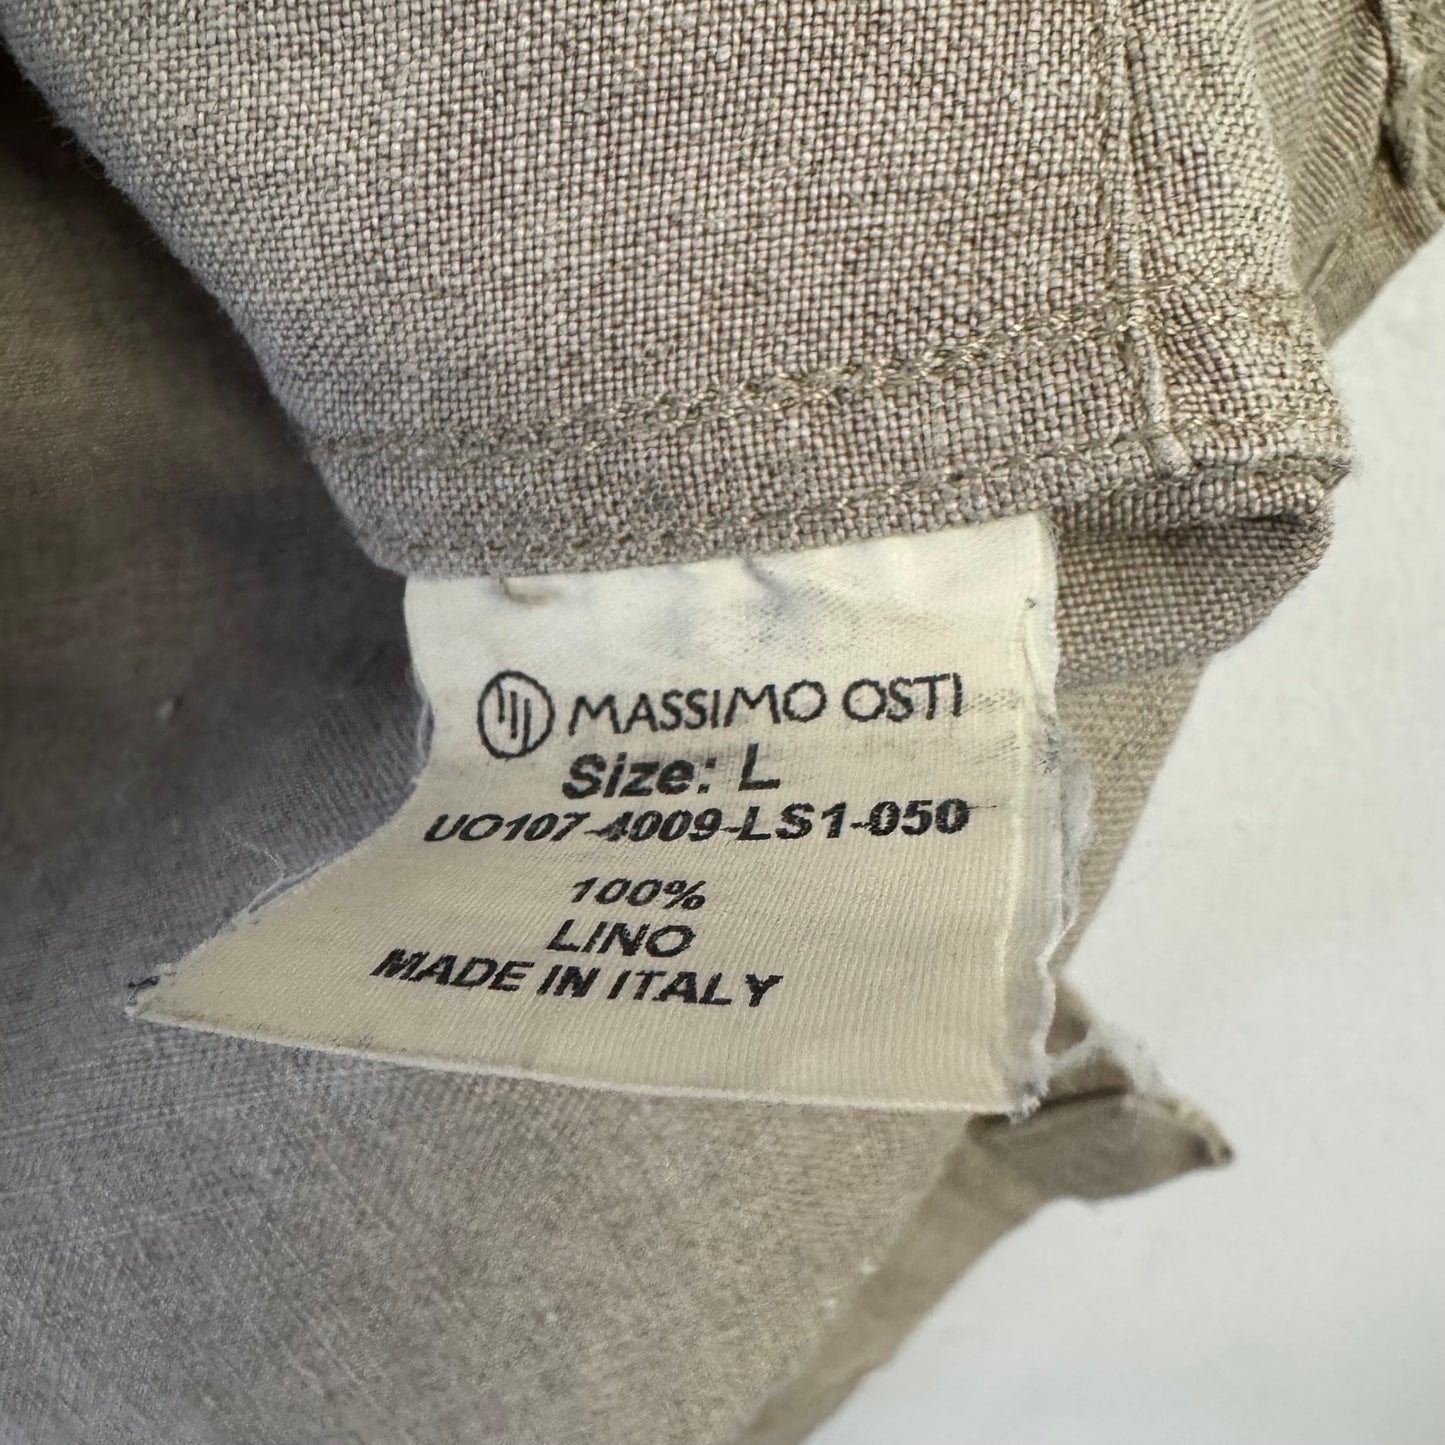 MASSIMO OSTI
Size: L
UO107-4009-LS1-050
100%
LINO
MADE IN ITALY